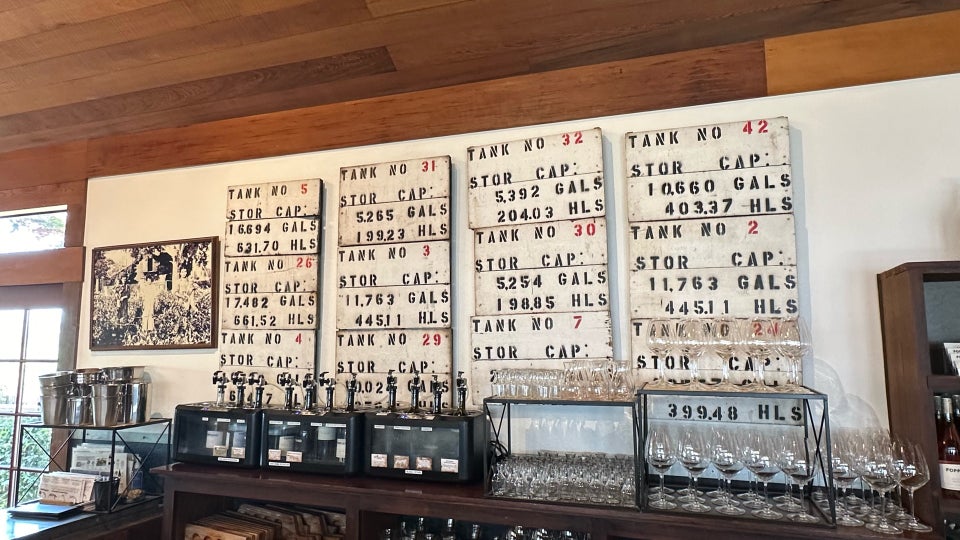 TANK NO 5
STOR CAP:
16,694 GALS
631.70 HLS
TANK NO 26
STOR CAP:
17,482 GALS
661.52 HLS
TANK NO 4
STOR CAP:
HLS
TANK NO 31
STOR CAP:
5,265 GALS
199.23 HLS
TANK NO 3
STOR CAP:
11,763 GALS
445.11 HLS
TANK NO 29
STOR CAP:
TANK NO 32
STOR CAP:
5,392 GALS
204.03 HLS
TANK NO 30
STOR CAP:
5,254 GALS
198.85 HLS
TANK NO 7
STOR CAP:
TANK NO 42
STOR CAP:
10,660 GALS
403.37 HLS
TANK NO 2
STOR CAP:
11,763 GALS
445.11 HLS
TANK NO
399.48 HLS